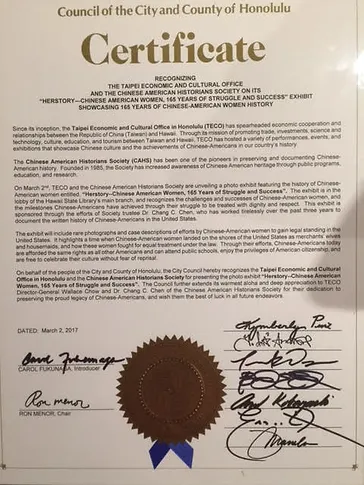 Council of the City and County of Honolulu
Certificate
RECOGNIZING
THE TAIPEI ECONOMIC AND CULTURAL OFFICE
AND THE CHINESE AMERICAN HISTORIANS SOCIETY ON ITS
"HERSTORY—CHINESE AMERICAN WOMEN, 165 YEARS OF STRUGGLE AND SUCCESS" EXHIBIT
SHOWCASING 165 YEARS OF CHINESE AMERICAN WOMEN HISTORY
Since its inception, the Taipei Economic and Cultural Office in Honolulu (TECO) has spearheaded economic cooperation and
relationships between the Republic of China (Taiwan) and Hawaii. Through its mission of promoting trade, investments, science and
technology, culture, education, and tourism between Taiwan and Hawaii, TECO has hosted a variety of performances, events, and
exhibitions that showcase Chinese culture and the achievements of Chinese Americans in our country's history.
The Chinese American Historians Society (CAHS) has been one of the pioneers in preserving and documenting Chinese-
American history. Founded in 1985, the Society has increased awareness of Chinese American heritage through public programs,
education, and research.
On March 2nd, TECO and the Chinese American Historians Society are unveiling a photo exhibit featuring the history of Chinese-
American women entitled: "Herstory-Chinese American Women, 165 Years of Struggle and Success". The exhibit is in the
lobby of the Hawaii State Library's main branch, and recognizes the challenges and successes of Chinese-American women, and
the milestones Chinese Americans have achieved through their struggle to be treated with dignity and respect. This exhibit is
sponsored through the efforts of Society trustee Dr. Chang C. Chen, who has worked tirelessly over the past three years to
document the written history of Chinese-Americans in the United States.
The exhibit will include rare photographs and case descriptions of efforts by Chinese-American women to gain legal standing in the
United States. It highlights a time when Chinese-American women landed on the shores of the United States as merchants' wives
and housemaids, and how these women fought for equal treatment under the law. Through their efforts, Chinese-Americans today
are afforded the same rights as all other Americans and can attend public schools, enjoy the privileges of American citizenship, and
are free to celebrate their culture without fear of reprisal.
On behalf of the people of the City and County of Honolulu, the City Council hereby recognizes the Taipei Economic and Cultural
Office in Honolulu and the Chinese American Historians Society for presenting the photo exhibit "Herstory-Chinese American
Women, 165 Years of Struggle and Success". The Council further extends its warmest aloha and deep appreciation to TECO
Director-General Wallace Chow and Dr. Chang C. Chen of the Chinese American Historians Society for their dedication to
preserving the proud legacy of Chinese-Americans, and wish them the best of luck in all future endeavors.
DATED: March 2, 2017
Kymberly Pine
Carol Fukunaga
CAROL FUKUNAGA, Introducer
Ann Kobayashi
Ron Menor
RON MENOR, Chair